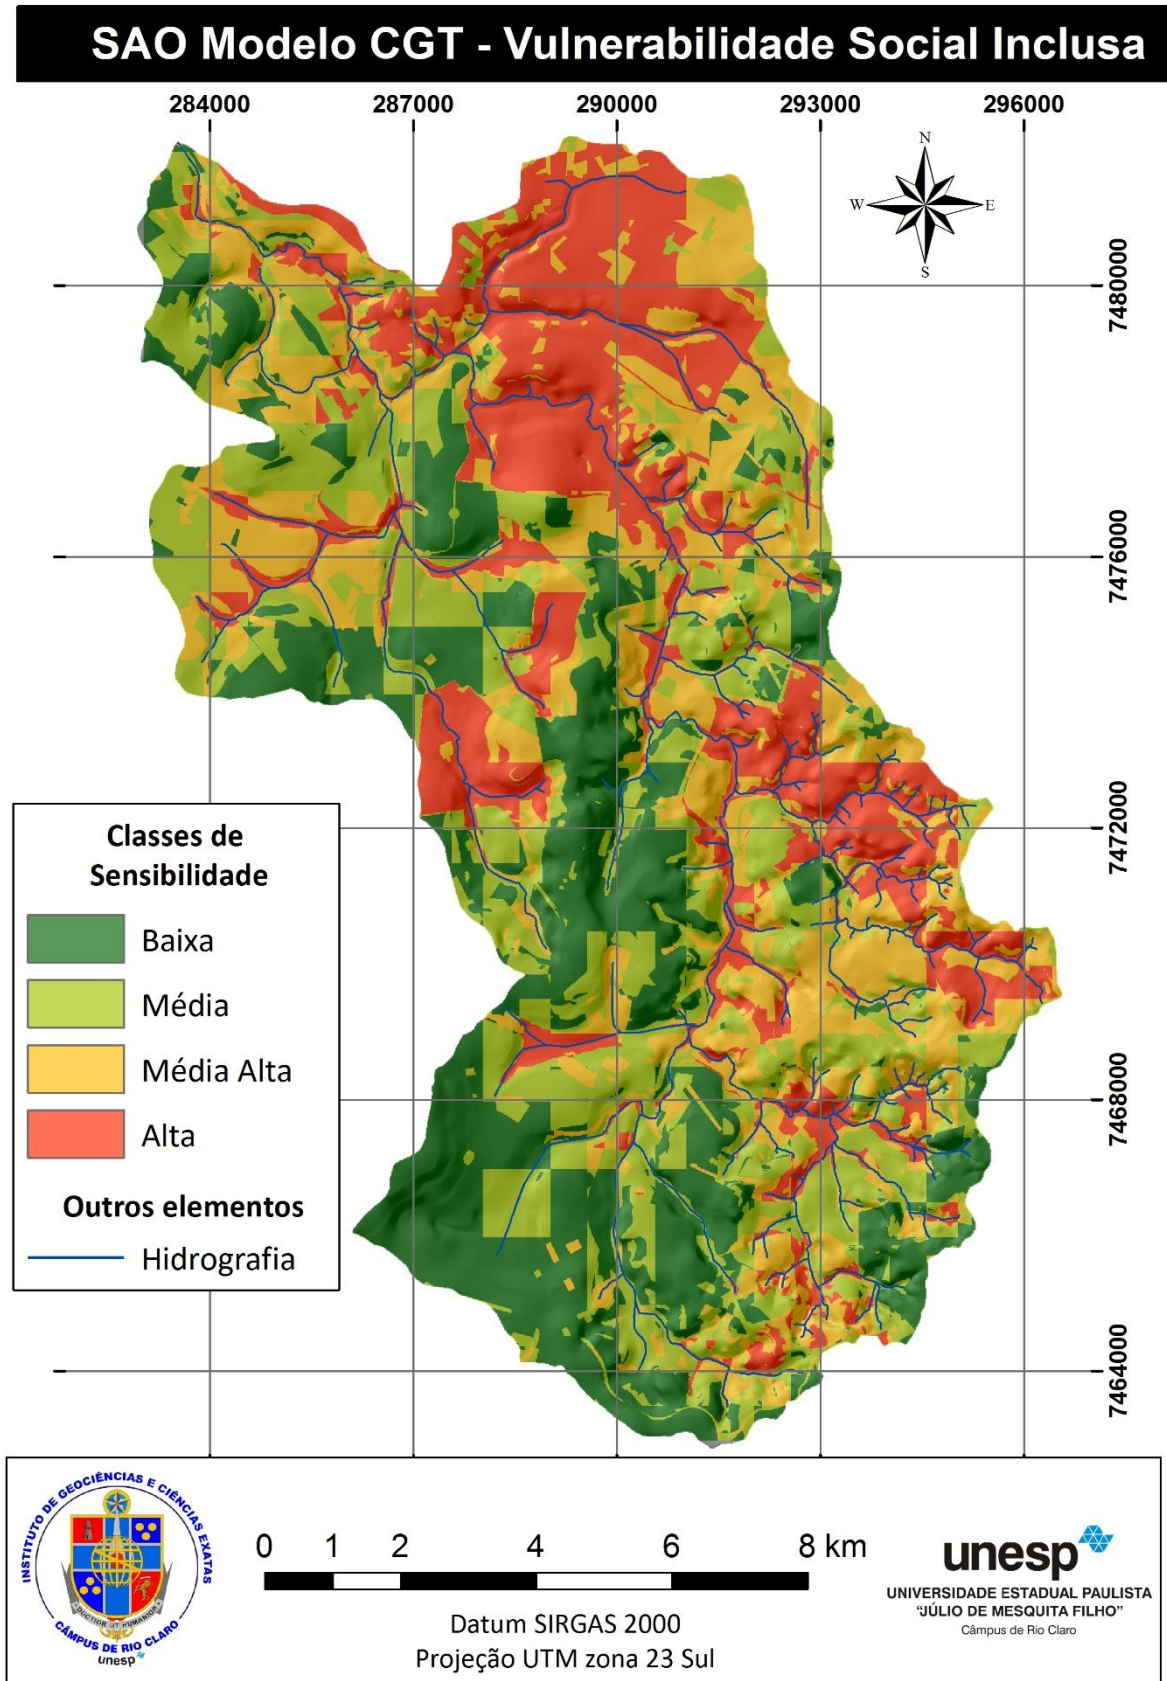 SAO Modelo CGT - Vulnerabilidade Social Inclusa
284000 287000 290000 293000 296000
N
W E
S
7480000
7476000
7472000
7468000
7464000
Classes de
Sensibilidade
Baixa
Média
Média Alta
Alta
Outros elementos
Hidrografia
INSTITUTO DE GEOCIÊNCIAS E CIÊNCIAS EXATAS
DUCTIOR UT HUMANIOR
CÂMPUS DE RIO CLARO
unesp
0 1 2 4 6 8 km
Datum SIRGAS 2000
Projeção UTM zona 23 Sul
unesp
UNIVERSIDADE ESTADUAL PAULISTA
"JÚLIO DE MESQUITA FILHO"
Câmpus de Rio Claro